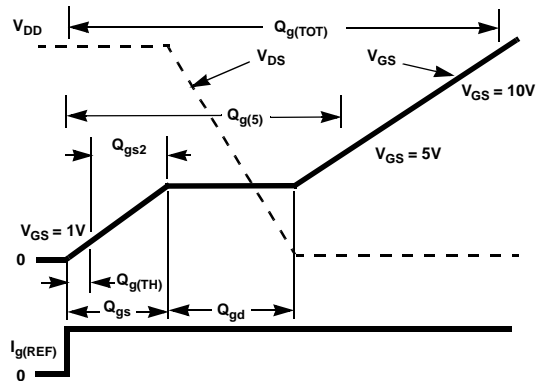 V_DD
Q_g(TOT)
V_DS
V_GS
V_GS = 10V
Q_g(5)
Q_gs2
V_GS = 5V
V_GS = 1V
0
Q_g(TH)
Q_gs
Q_gd
I_g(REF)
0